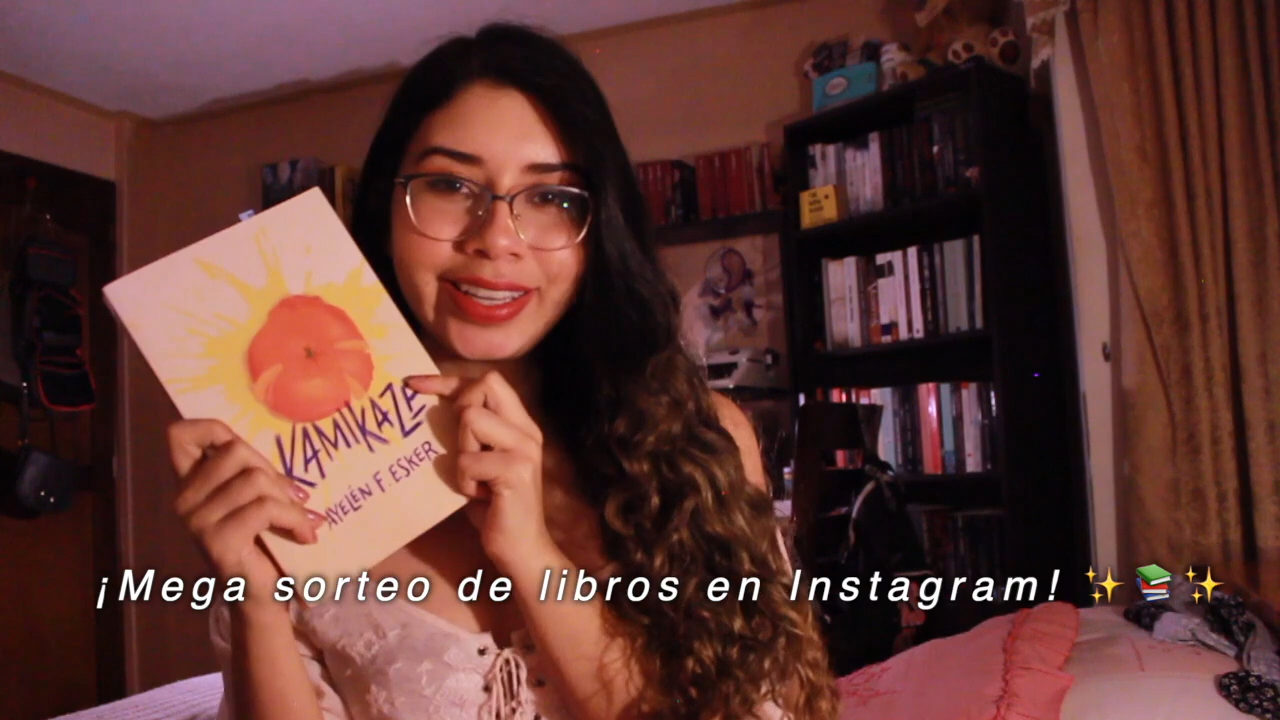 KAMIKAZE
AYELÉN F. ESKER
¡Mega sorteo de libros en Instagram! ✨📚✨